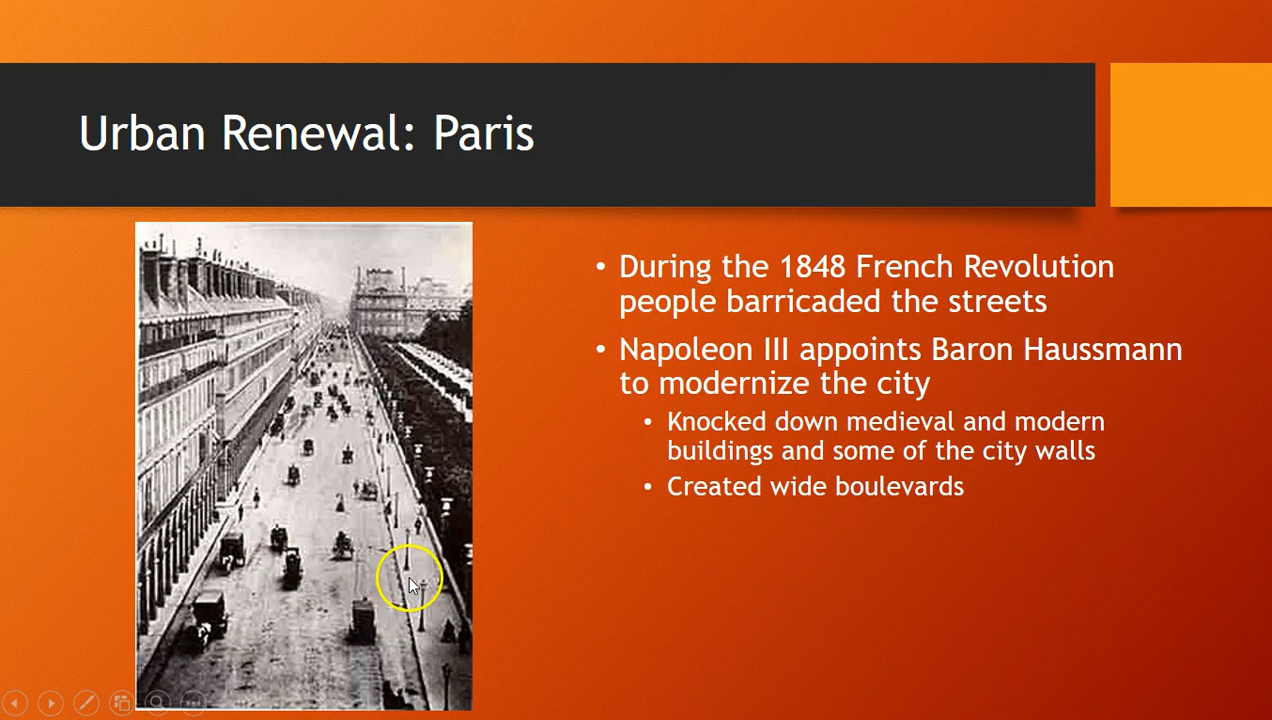 Urban Renewal: Paris
• During the 1848 French Revolution
people barricaded the streets
• Napoleon III appoints Baron Haussmann
to modernize the city
• Knocked down medieval and modern
buildings and some of the city walls
• Created wide boulevards